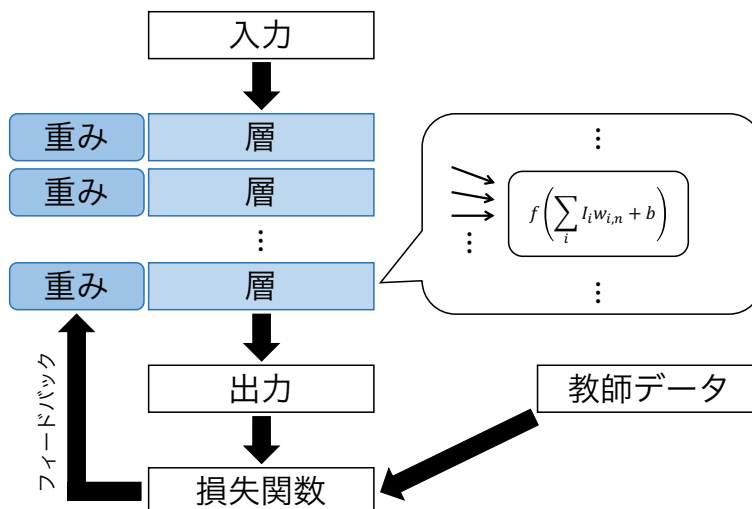 入力
重み 層
重み 層
⋮
重み 層
⋮
f(∑_i I_i w_{i,n} + b)
⋮
⋮
フィードバック
出力
教師データ
損失関数